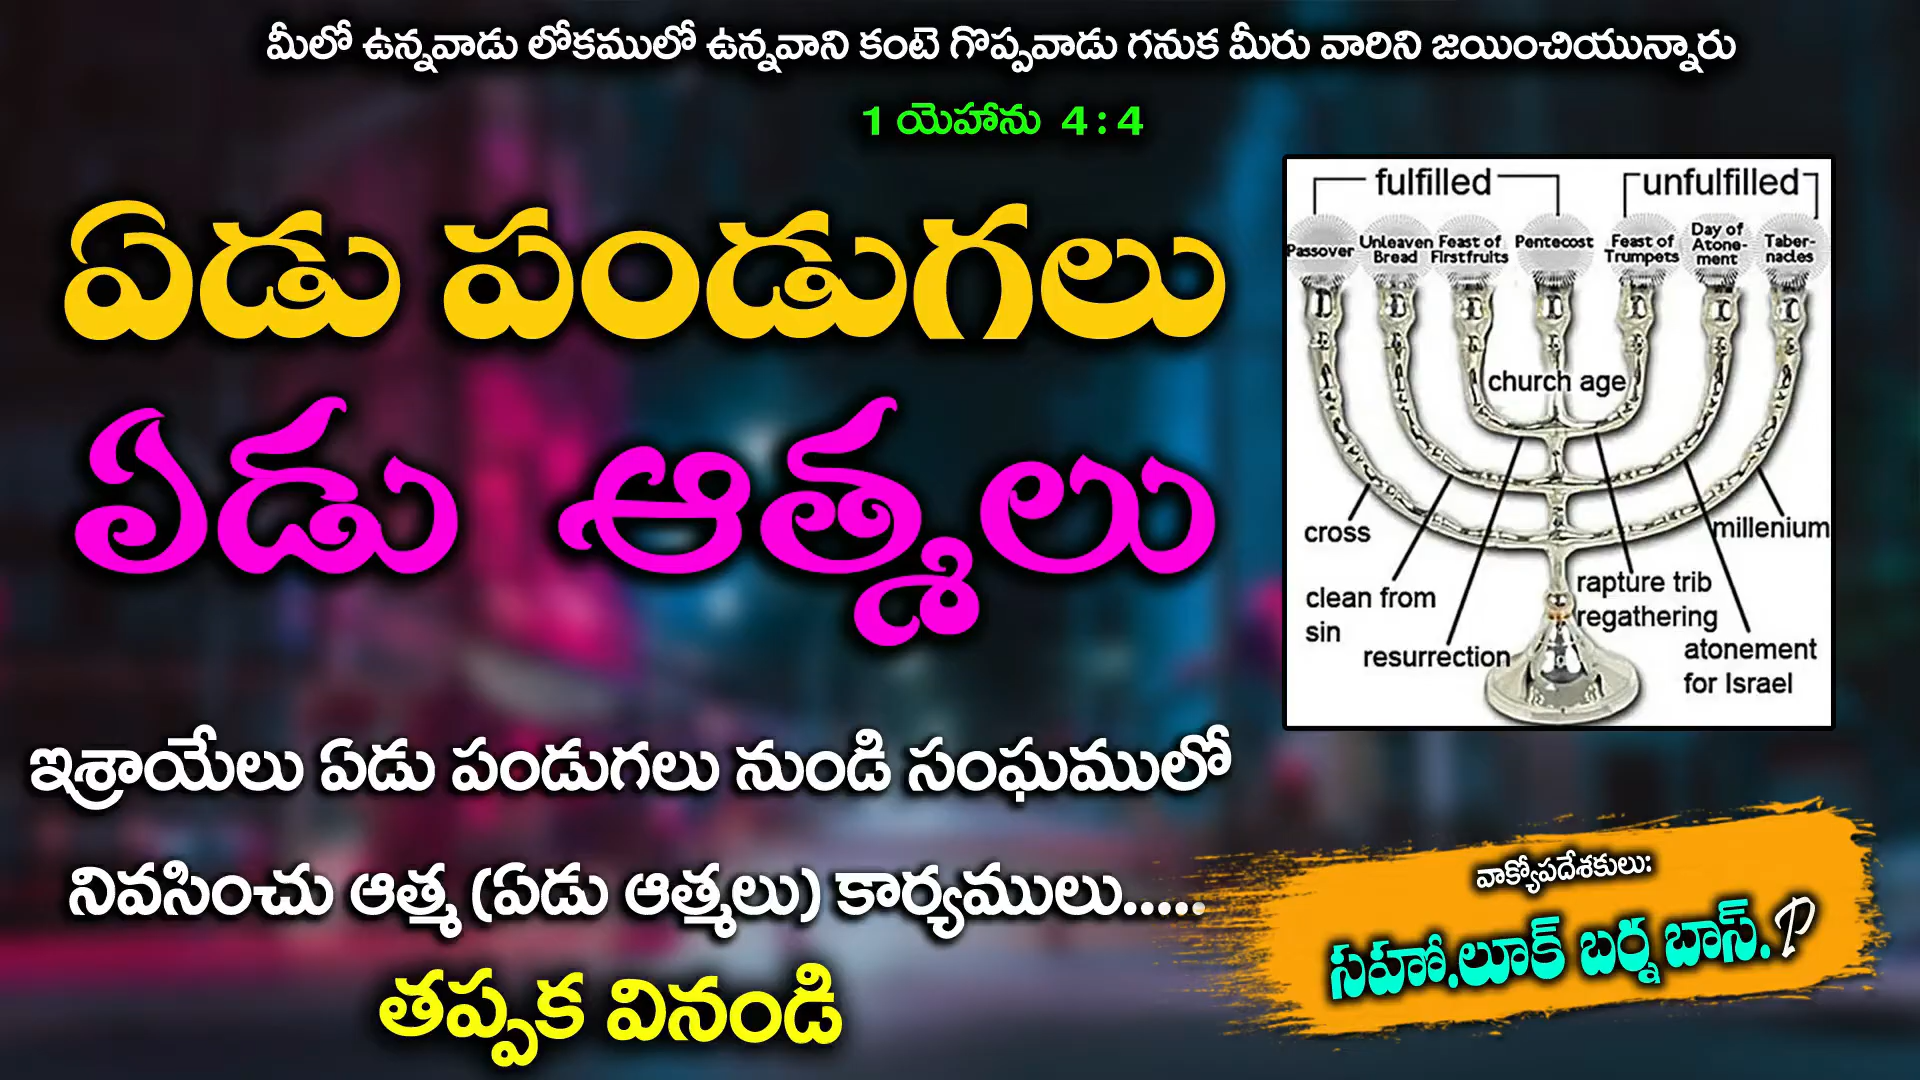 మీలో ఉన్నవాడు లోకములో ఉన్నవాని కంటె గొప్పవాడు గనుక మీరు వారిని జయించియున్నారు
1 యెహాను 4 : 4
ఏడు పండుగలు
ఏడు ఆత్మలు
fulfilled
unfulfilled
Passover
Unleaven
Bread
Feast of
Firstfruits
Pentecost
Feast of
Trumpets
Day of
Atone-
ment
Taber-
nacles
church age
cross
millenium
clean from
sin
resurrection
rapture trib
regathering
atonement
for Israel
ఇశ్రాయేలు ఏడు పండుగలు నుండి సంఘములో
నివసించు ఆత్మ (ఏడు ఆత్మలు) కార్యములు.....
తప్పక వినండి
వాక్యోపదేశకులు:
సహో.లూక్ బర్నబాస్.P